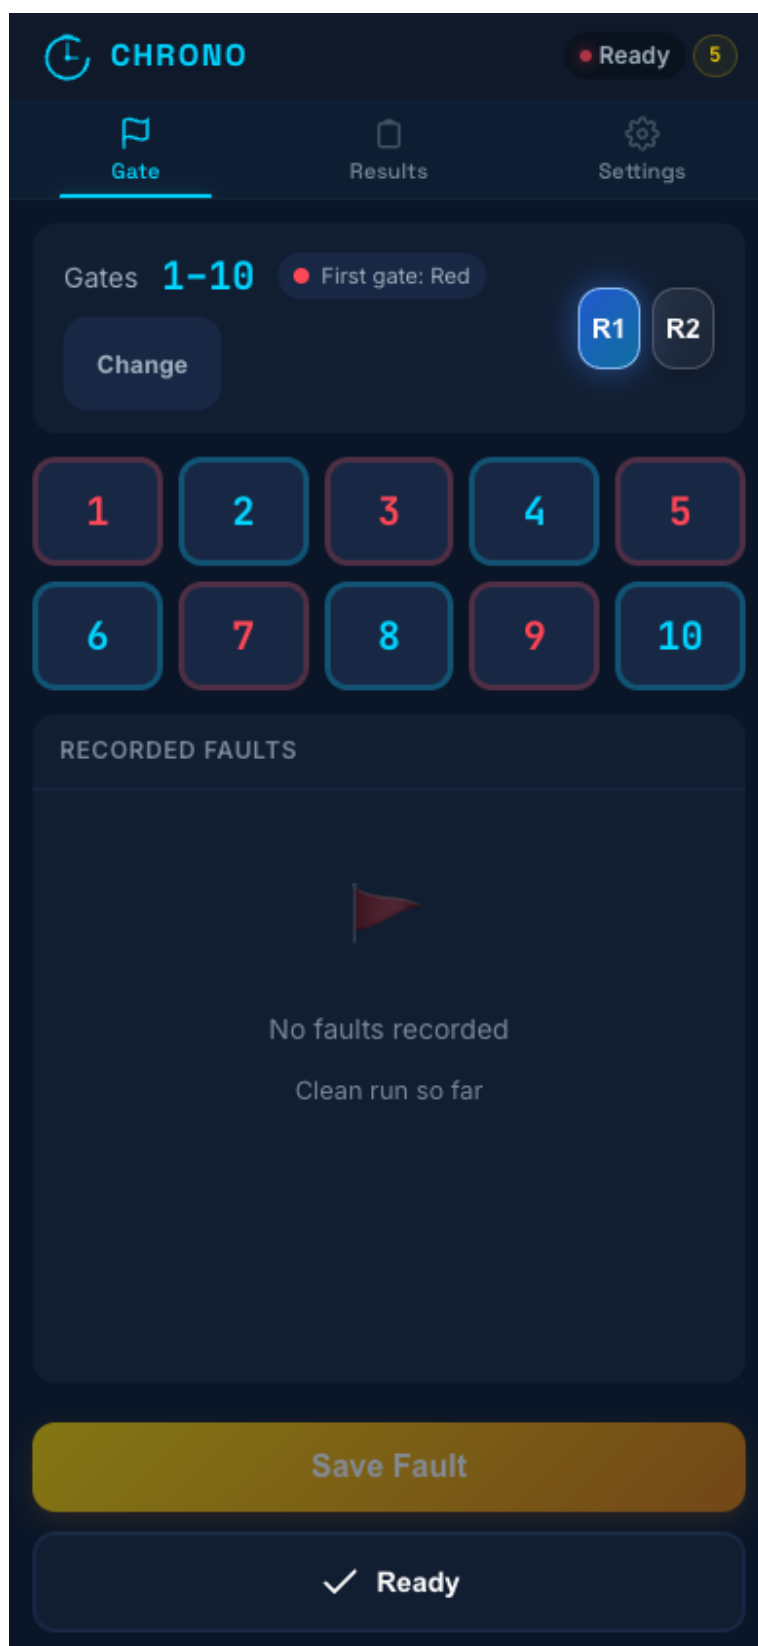 CHRONO
Ready
5
Gate
Results
Settings
Gates 1-10
First gate: Red
Change
R1
R2
1 2 3 4 5
6 7 8 9 10
RECORDED FAULTS
No faults recorded
Clean run so far
Save Fault
Ready